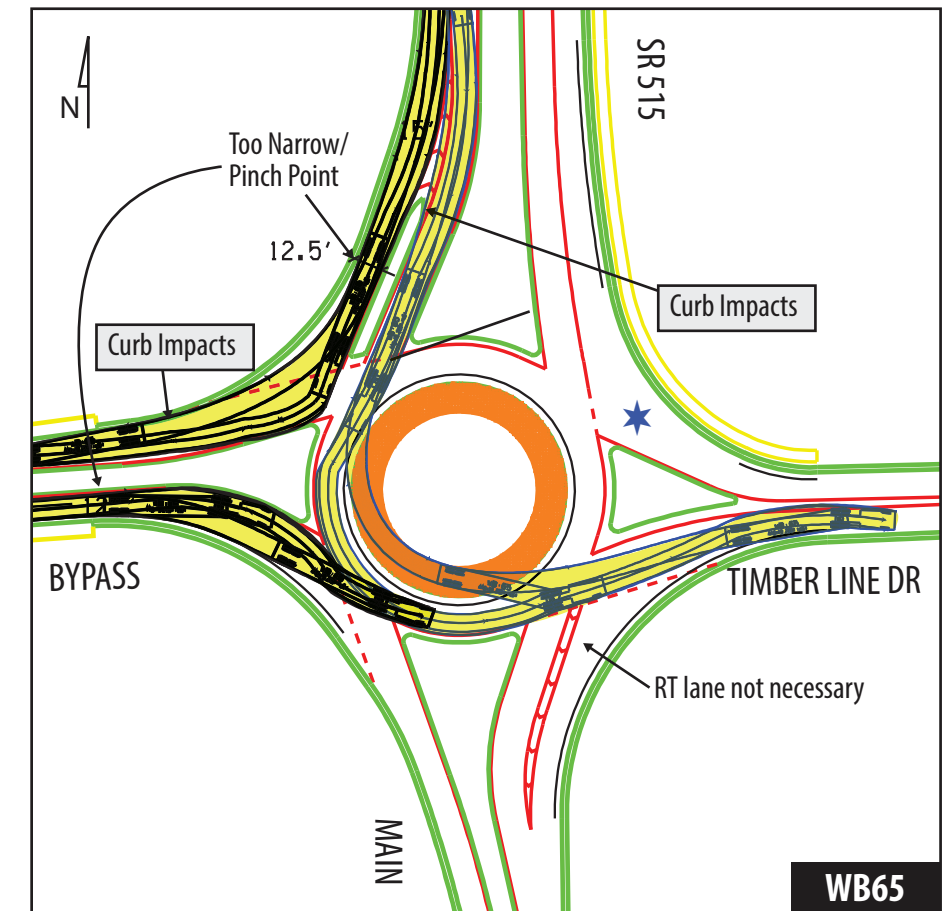 N
SR 515
15'
Too Narrow/
Pinch Point
12.5'
Curb Impacts
Curb Impacts
BYPASS
TIMBER LINE DR
RT lane not necessary
MAIN
WB65